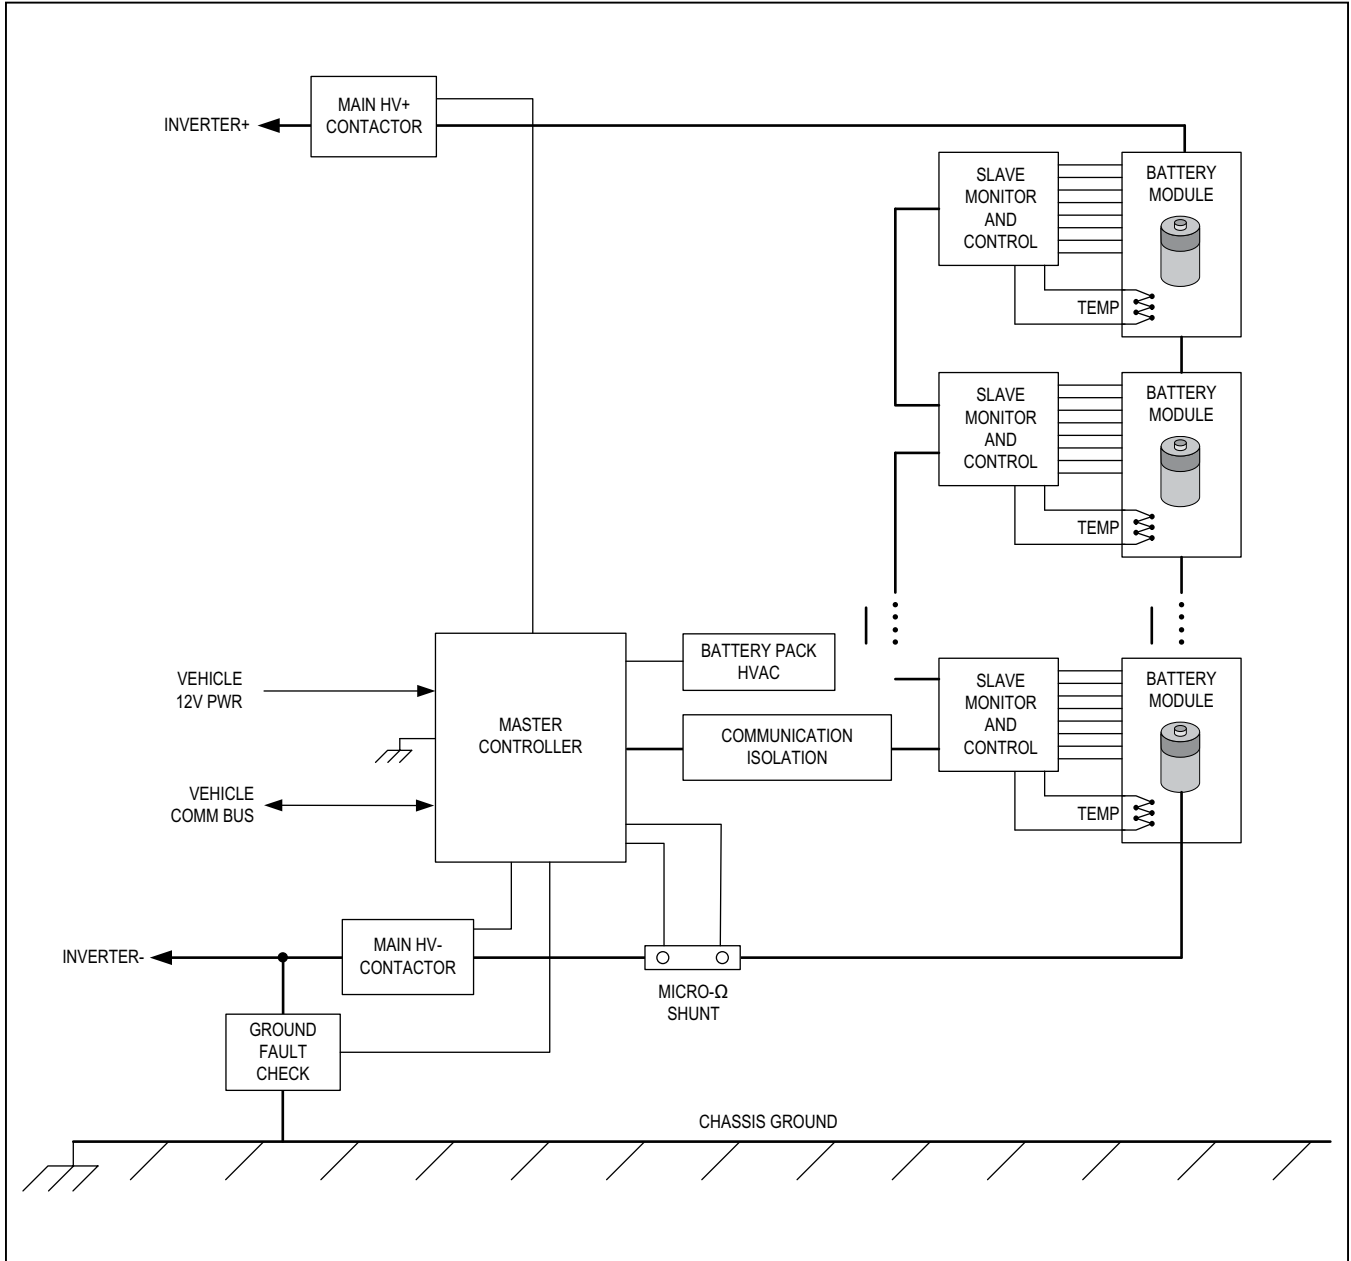 MAIN HV+
CONTACTOR
INVERTER+
SLAVE
MONITOR
AND
CONTROL
BATTERY
MODULE
TEMP
SLAVE
MONITOR
AND
CONTROL
BATTERY
MODULE
TEMP
BATTERY PACK
HVAC
SLAVE
MONITOR
AND
CONTROL
BATTERY
MODULE
VEHICLE
12V PWR
MASTER
CONTROLLER
COMMUNICATION
ISOLATION
VEHICLE
COMM BUS
TEMP
INVERTER-
MAIN HV-
CONTACTOR
MICRO-Ω
SHUNT
GROUND
FAULT
CHECK
CHASSIS GROUND